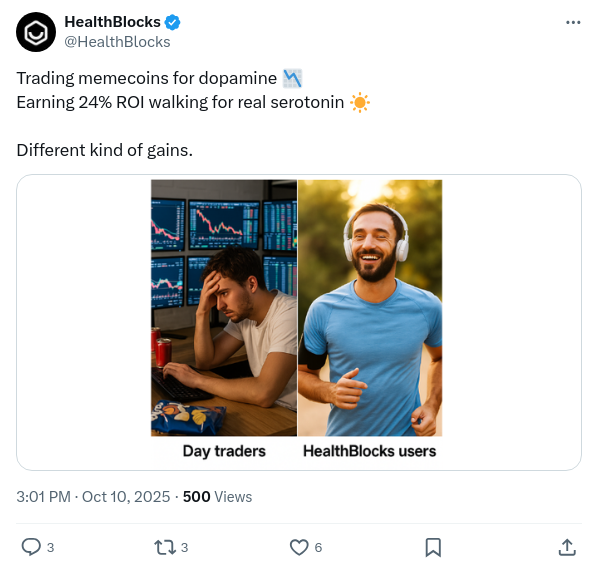 HealthBlocks
@HealthBlocks
Trading memecoins for dopamine 📉
Earning 24% ROI walking for real serotonin ☀️
Different kind of gains.
Day traders
HealthBlocks users
3:01 PM · Oct 10, 2025 · 500 Views
3
3
6